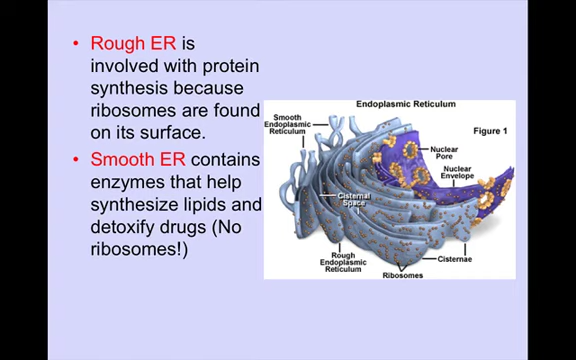 • Rough ER is
involved with protein
synthesis because
ribosomes are found
on its surface.
• Smooth ER contains
enzymes that help
synthesize lipids and
detoxify drugs (No
ribosomes!)
Endoplasmic Reticulum
Smooth
Endoplasmic
Reticulum
Figure 1
Nuclear
Pore
Nuclear
Envelope
Cisternal
Space
Rough
Endoplasmic
Reticulum
Ribosomes
Cisternae